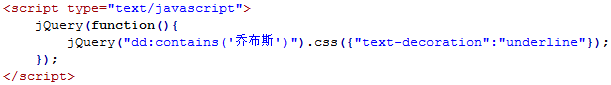 <script type="text/javascript">
jQuery(function(){
jQuery("dd:contains('乔布斯')").css({"text-decoration":"underline"});
});
</script>